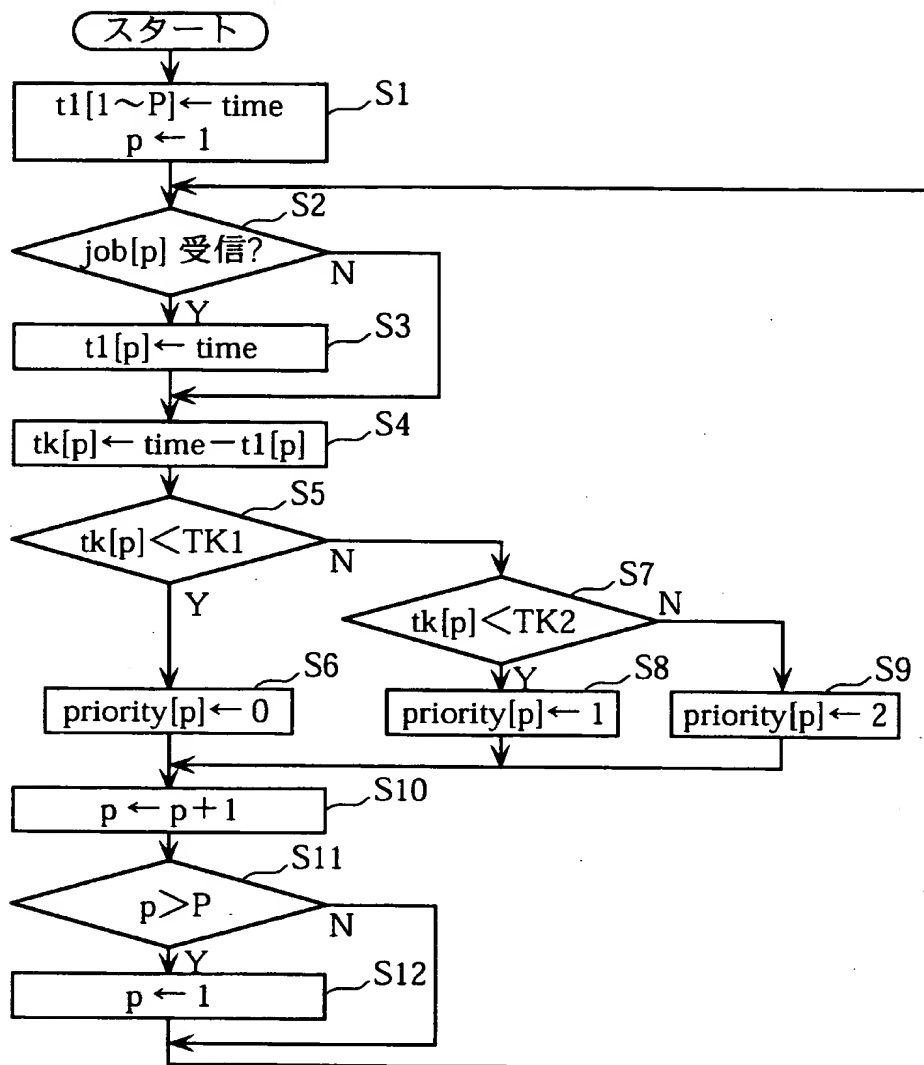 スタート
t1[1～P]← time
p ← 1
S1
S2
job[p] 受信?
N
Y
S3
t1[p]← time
S4
tk[p]← time－t1[p]
S5
tk[p]＜TK1
N
Y
S7
tk[p]＜TK2
N
Y
S6
priority[p]← 0
S8
priority[p]← 1
S9
priority[p]← 2
S10
p ← p＋1
S11
p＞P
N
Y
S12
p ← 1